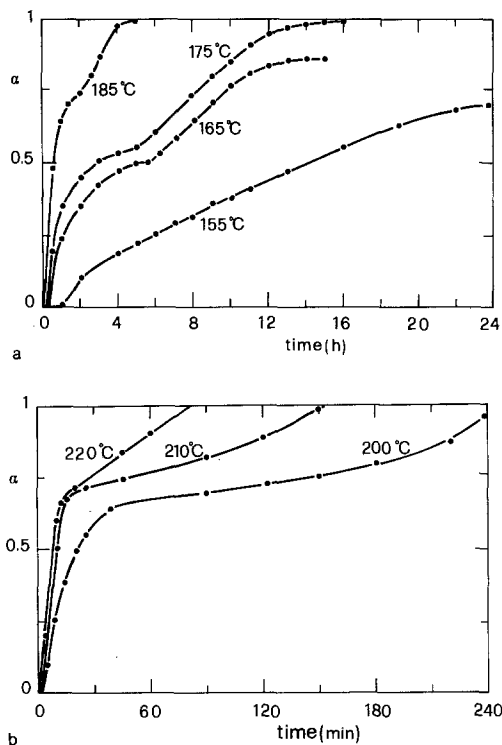 1
185°C
175°C
α
165°C
0.5
155°C
0
0 4 8 12 16 20 24
time(h)
a
1
220°C
210°C
200°C
α
0.5
0
0 60 120 180 240
time(min)
b